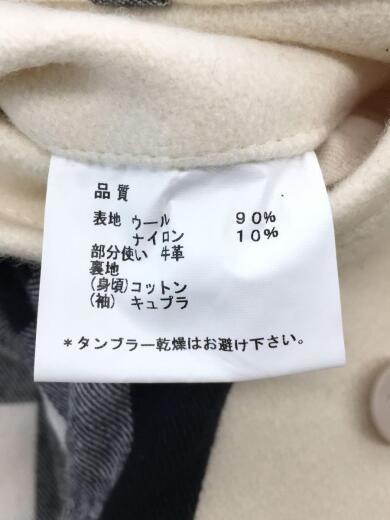 品質
表地 ウール 90%
ナイロン 10%
部分使い 牛革
裏地
(身頃)コットン
(袖) キュプラ
*タンブラー乾燥はお避け下さい。